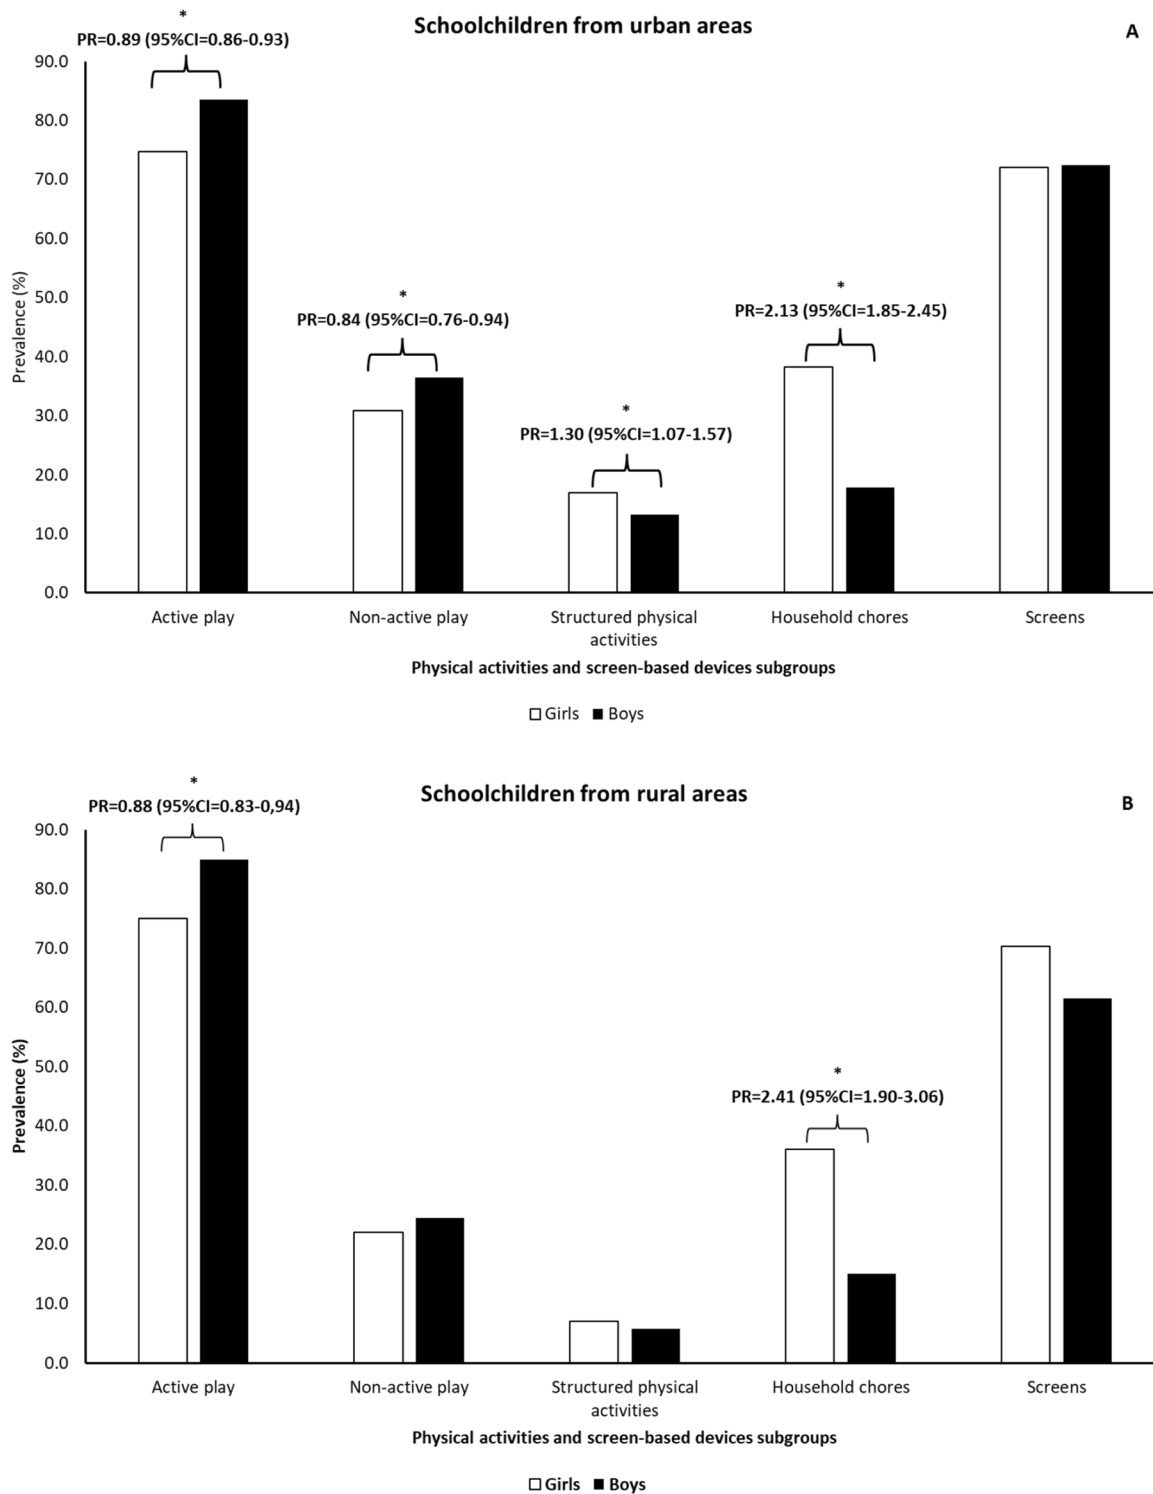 Schoolchildren from urban areas
A
*
PR=0.89 (95%CI=0.86-0.93)
*
PR=0.84 (95%CI=0.76-0.94)
*
PR=1.30 (95%CI=1.07-1.57)
*
PR=2.13 (95%CI=1.85-2.45)
Prevalence (%)
90.0
80.0
70.0
60.0
50.0
40.0
30.0
20.0
10.0
0.0
Active play
Non-active play
Structured physical
activities
Household chores
Screens
Physical activities and screen-based devices subgroups
Girls Boys
Schoolchildren from rural areas
B
*
PR=0.88 (95%CI=0.83-0,94)
*
PR=2.41 (95%CI=1.90-3.06)
Prevalence (%)
90.0
80.0
70.0
60.0
50.0
40.0
30.0
20.0
10.0
0.0
Active play
Non-active play
Structured physical
activities
Household chores
Screens
Physical activities and screen-based devices subgroups
Girls Boys